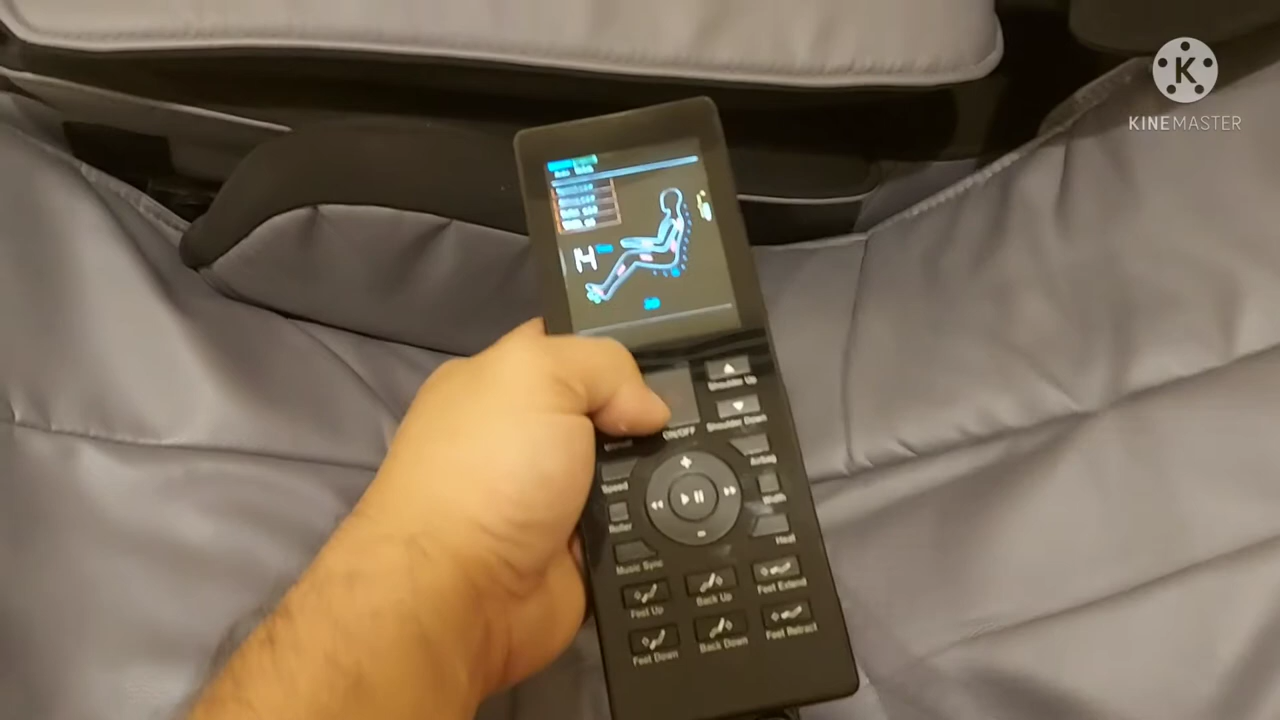 K
KINEMASTER
20
Shoulder Up
ON/OFF
Shoulder Down
Speed
Airbag
Width
Roller
Heat
Music Sync
Feet Up
Back Up
Feet Extend
Feet Down
Back Down
Feet Retract